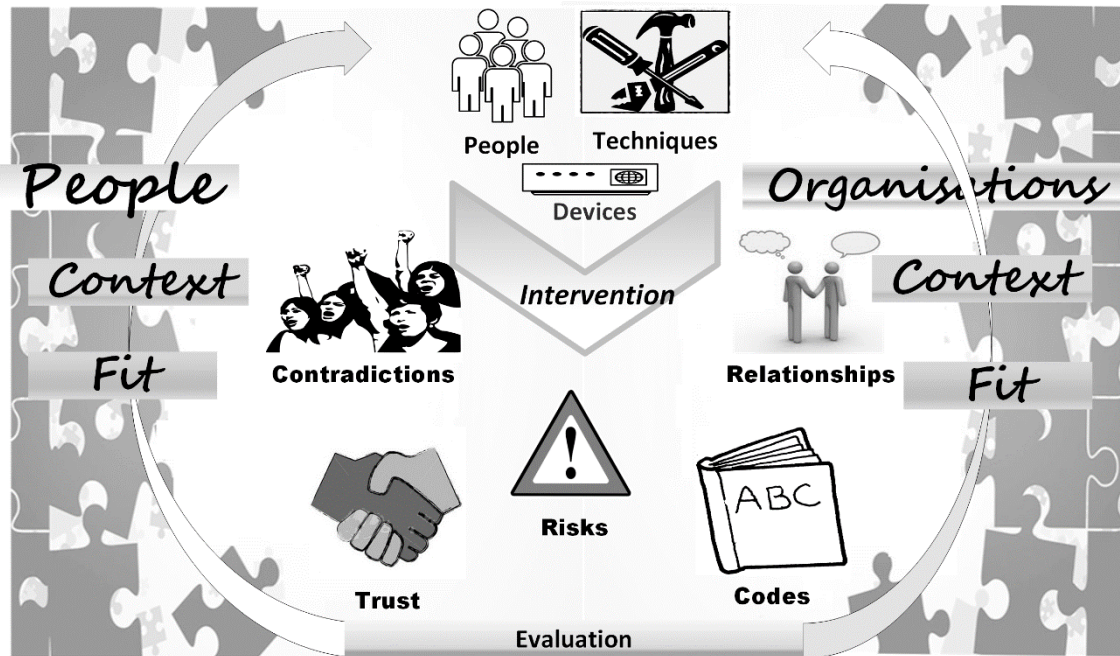 People
Techniques
Devices
People
Organisations
Context
Context
Intervention
Contradictions
Relationships
Fit
Fit
!
ABC
Risks
Trust
Codes
Evaluation